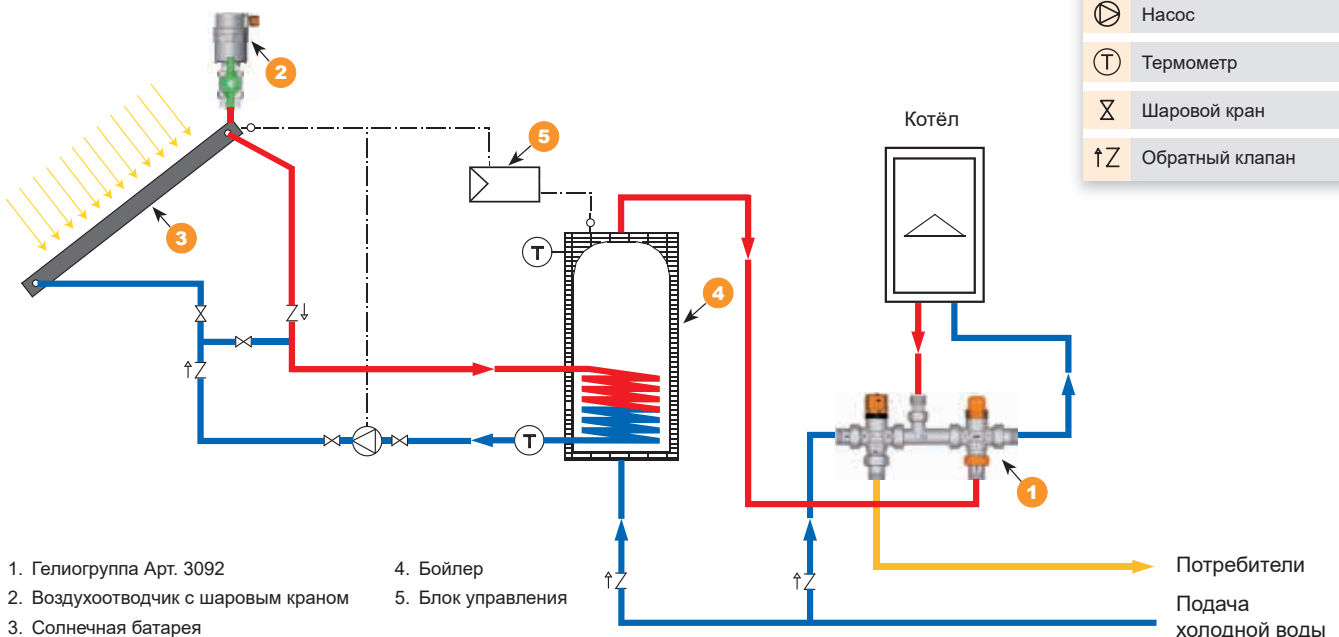 Насос
Термометр
Шаровой кран
Обратный клапан
Котёл
2
5
3
T
4
T
1
1. Гелиогруппа Арт. 3092
2. Воздухоотводчик с шаровым краном
3. Солнечная батарея
4. Бойлер
5. Блок управления
Потребители
Подача
холодной воды
T